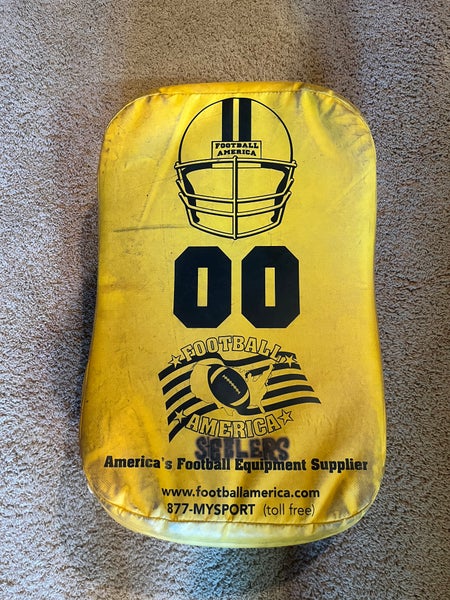 FOOTBALL
AMERICA
00
FOOTBALL
AMERICA
America's Football Equipment Supplier
www.footballamerica.com
877-MYSPORT (toll free)